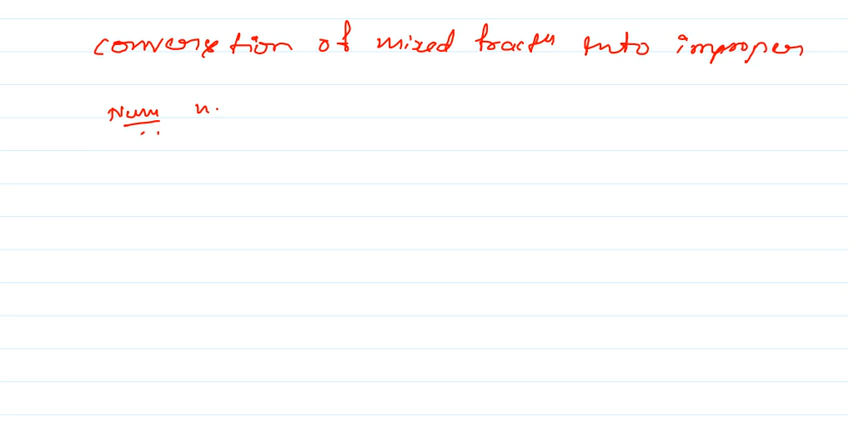 conversion of mixed fractn into improper
Num n.